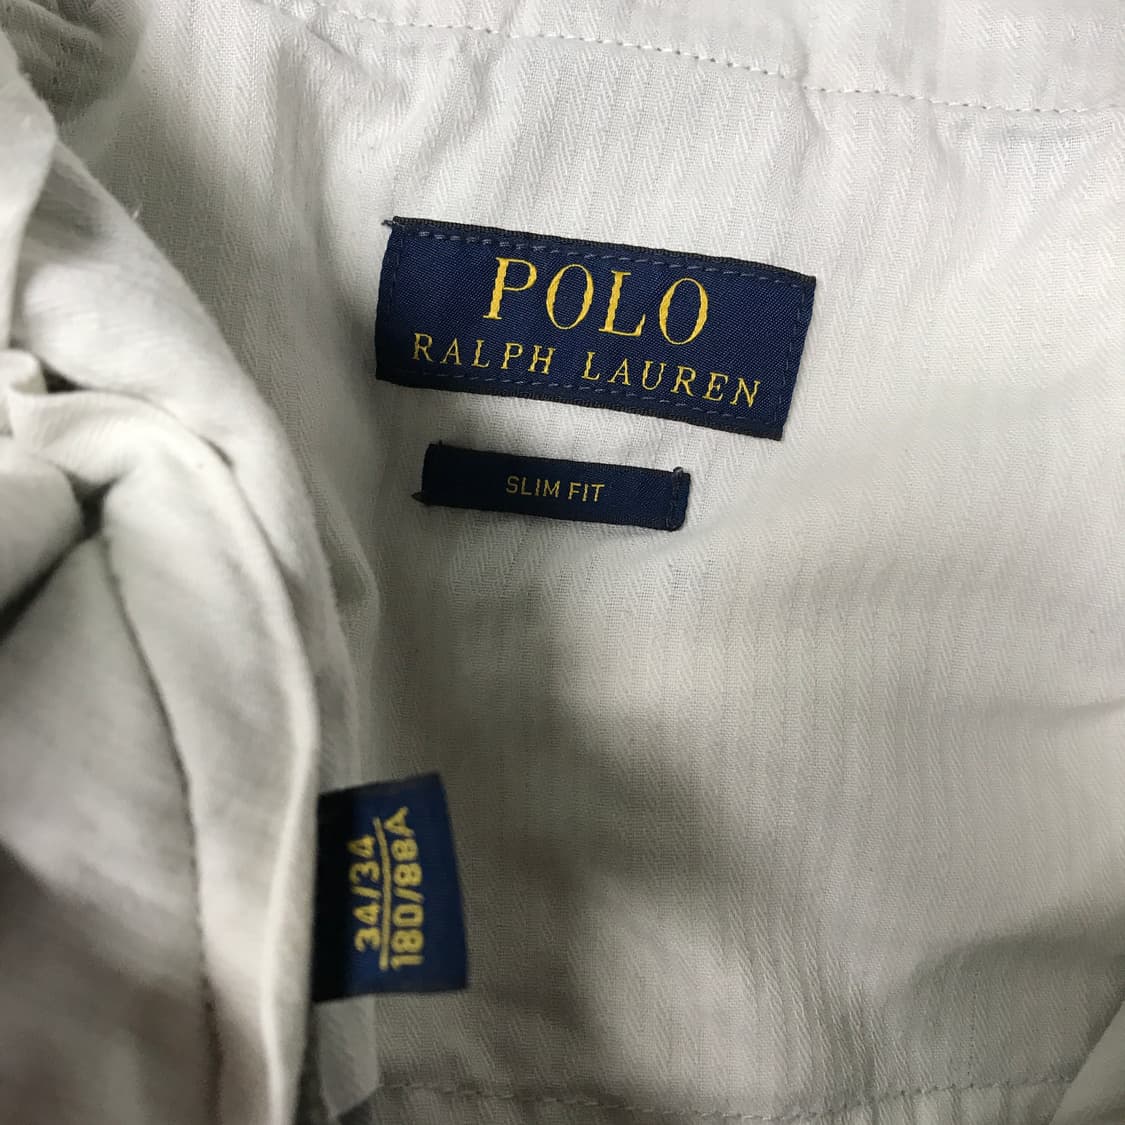 POLO
RALPH LAUREN
SLIM FIT
34/34
180/88A